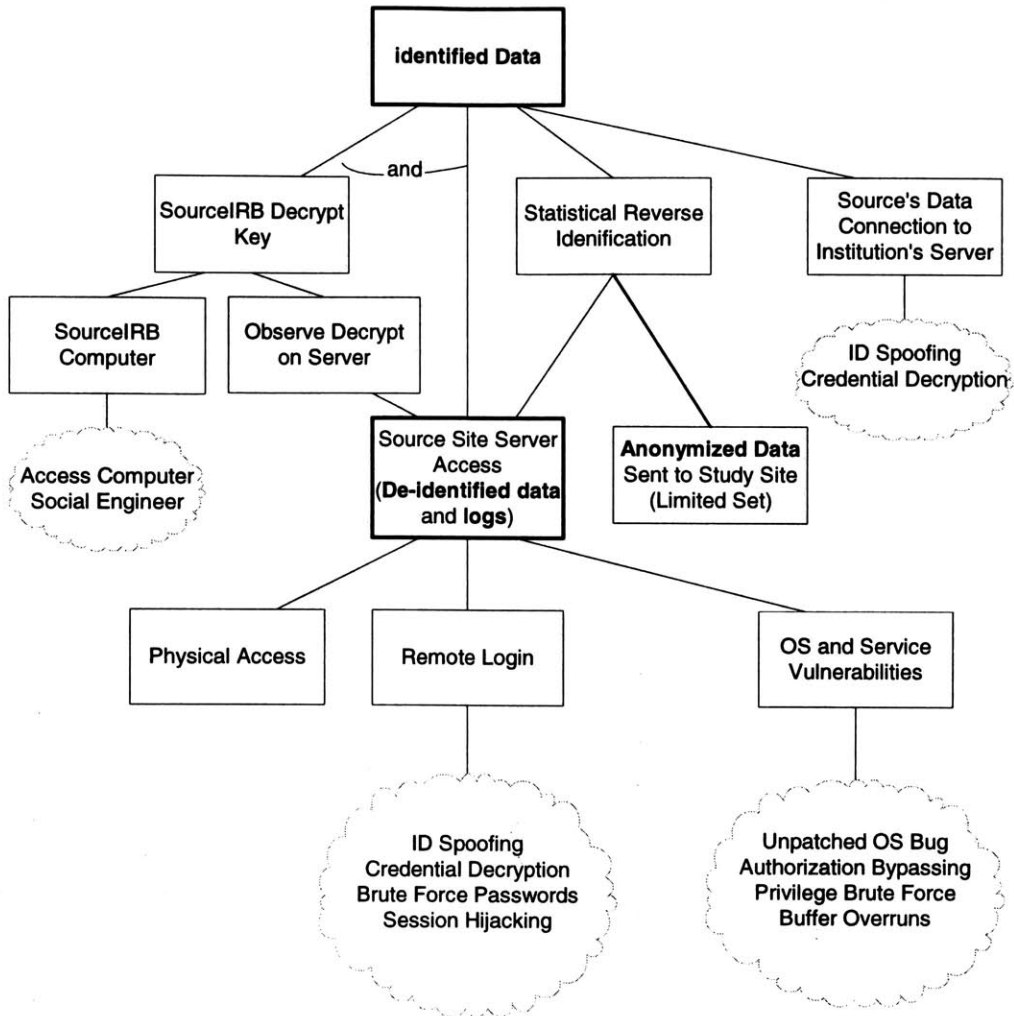 identified Data
and
SourceIRB Decrypt
Key
Statistical Reverse
Idenification
Source's Data
Connection to
Institution's Server
SourceIRB
Computer
Observe Decrypt
on Server
ID Spoofing
Credential Decryption
Access Computer
Social Engineer
Source Site Server
Access
(De-identified data
and logs)
Anonymized Data
Sent to Study Site
(Limited Set)
Physical Access
Remote Login
OS and Service
Vulnerabilities
ID Spoofing
Credential Decryption
Brute Force Passwords
Session Hijacking
Unpatched OS Bug
Authorization Bypassing
Privilege Brute Force
Buffer Overruns